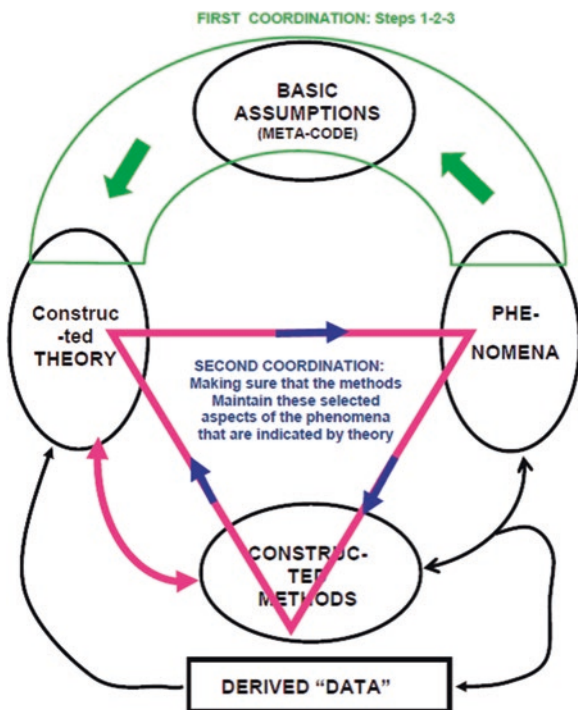 FIRST COORDINATION: Steps 1-2-3
BASIC
ASSUMPTIONS
(META-CODE)
Construc
-ted
THEORY
PHE-
NOMENA
SECOND COORDINATION:
Making sure that the methods
Maintain these selected
aspects of the phenomena
that are indicated by theory
CONSTRUC-
TED
METHODS
DERIVED “DATA”